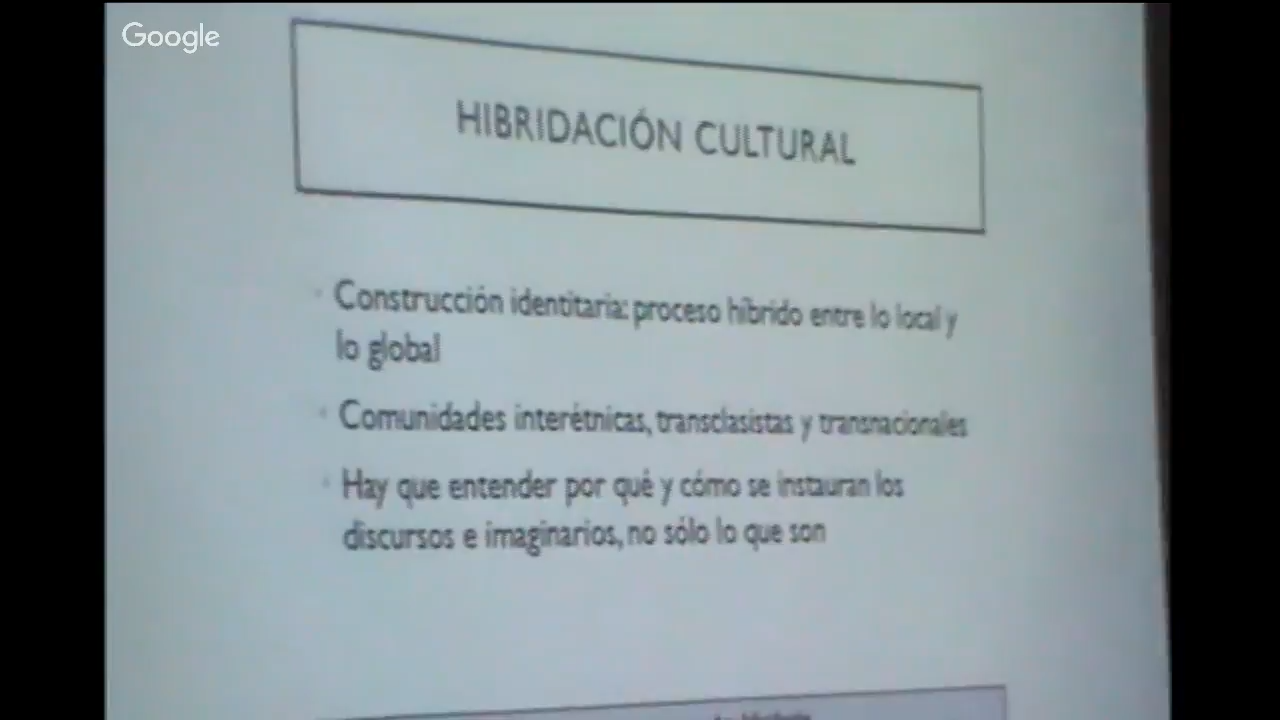 Google
HIBRIDACIÓN CULTURAL
Construcción identitaria: proceso híbrido entre lo local y
lo global
Comunidades interétnicas, transclasistas y transnacionales
Hay que entender por qué y cómo se instauran los
discursos e imaginarios, no sólo lo que son